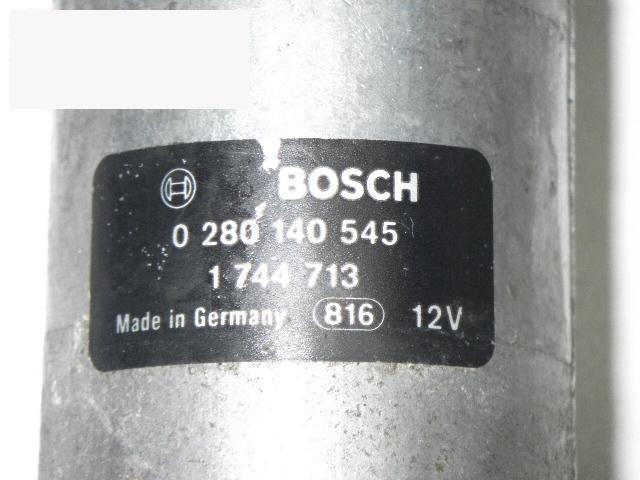 BOSCH
0 280 140 545
1 744 713
Made in Germany 816 12V